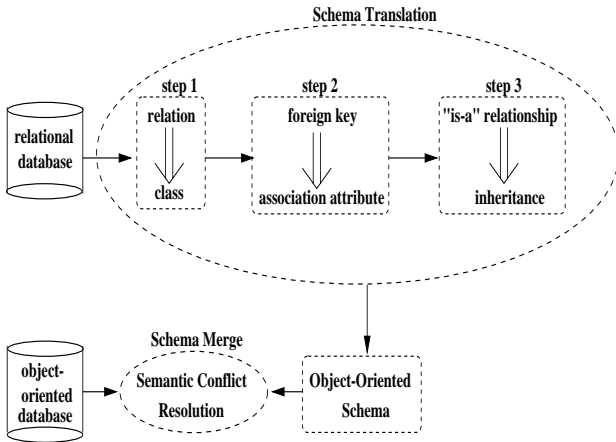 Schema Translation
step 1
step 2
step 3
relational
database
relation
class
foreign key
association attribute
"is-a" relationship
inheritance
object-
oriented
database
Schema Merge
Semantic Conflict
Resolution
Object-Oriented
Schema